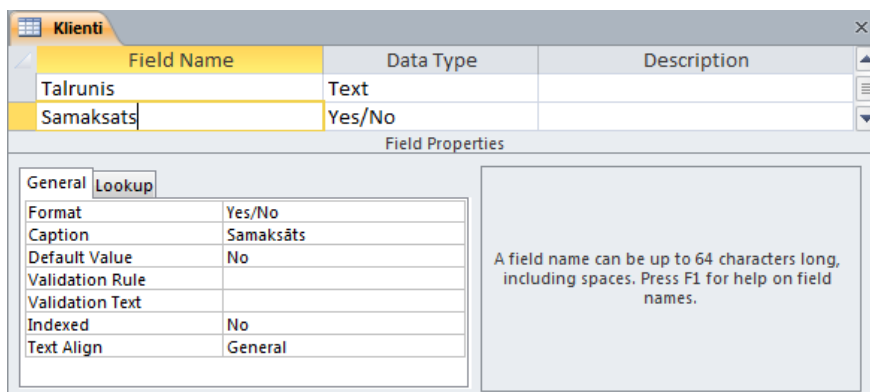 Klienti
Field Name Data Type Description
Talrunis Text
Samaksats Yes/No
Field Properties
General Lookup
Format Yes/No
Caption Samaksāts
Default Value No
Validation Rule
Validation Text
Indexed No
Text Align General
A field name can be up to 64 characters long,
including spaces. Press F1 for help on field
names.